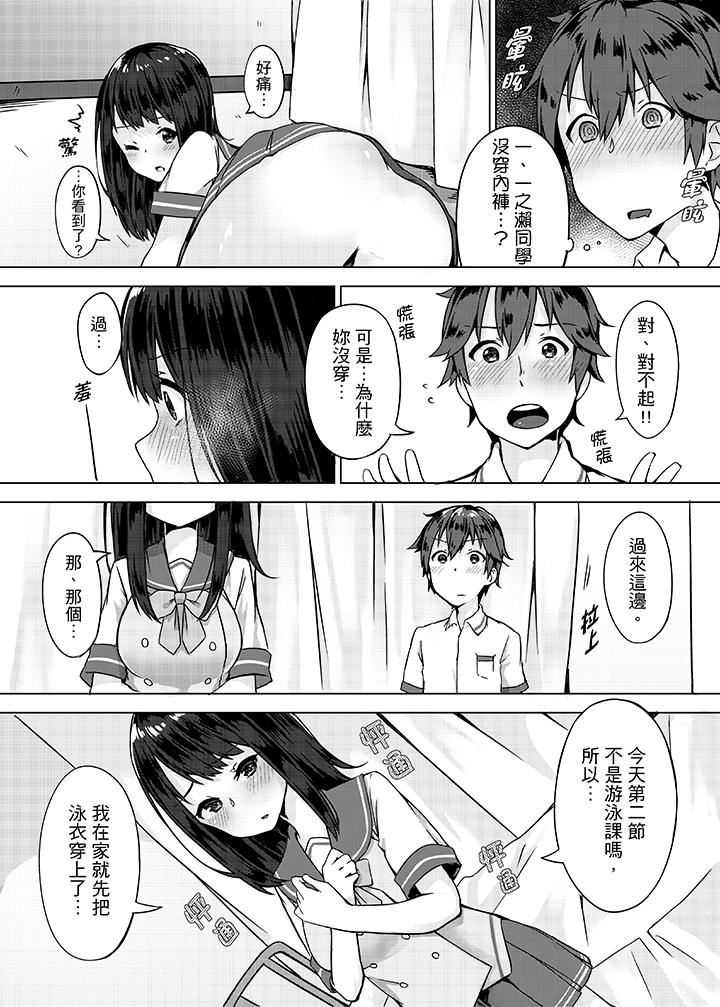 暈眩
暈眩
一、一之瀨同學
沒穿內褲…?
好痛…
驚
…你看到了?
對、對不起!!
慌張
慌張
可是…為什麼
妳沒穿…
過…
羞
過來這邊。
拉上
那、那個…
今天第二節
不是游泳課嗎，
所以…
怦通
怦通
怦通
我在家就先把
泳衣穿上了…